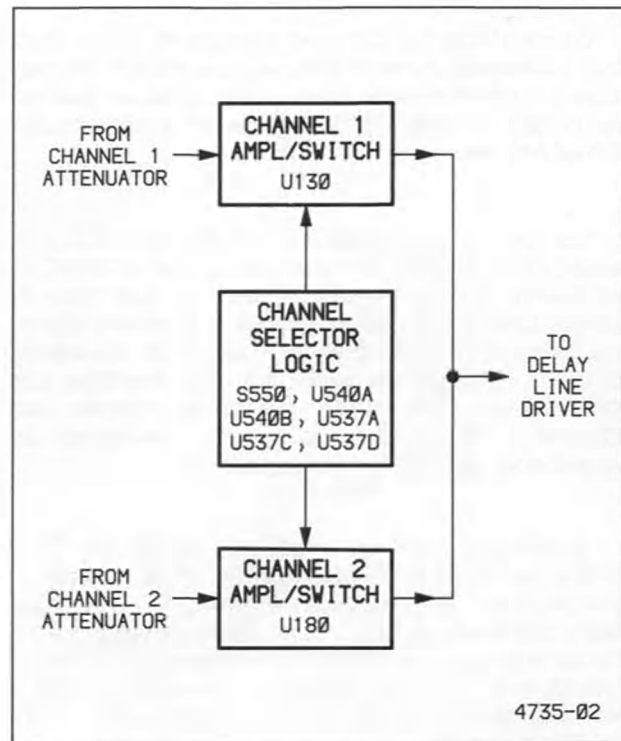 FROM
CHANNEL 1
ATTENUATOR
CHANNEL 1
AMPL/SWITCH
U130
CHANNEL
SELECTOR
LOGIC
S550, U540A
U540B, U537A
U537C, U537D
TO
DELAY
LINE
DRIVER
FROM
CHANNEL 2
ATTENUATOR
CHANNEL 2
AMPL/SWITCH
U180
4735-02